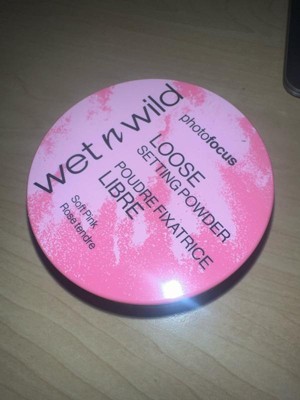 wet n wild
photofocus
LOOSE
SETTING POWDER
POUDRE FIXATRICE
LIBRE
Soft Pink
Rose tendre